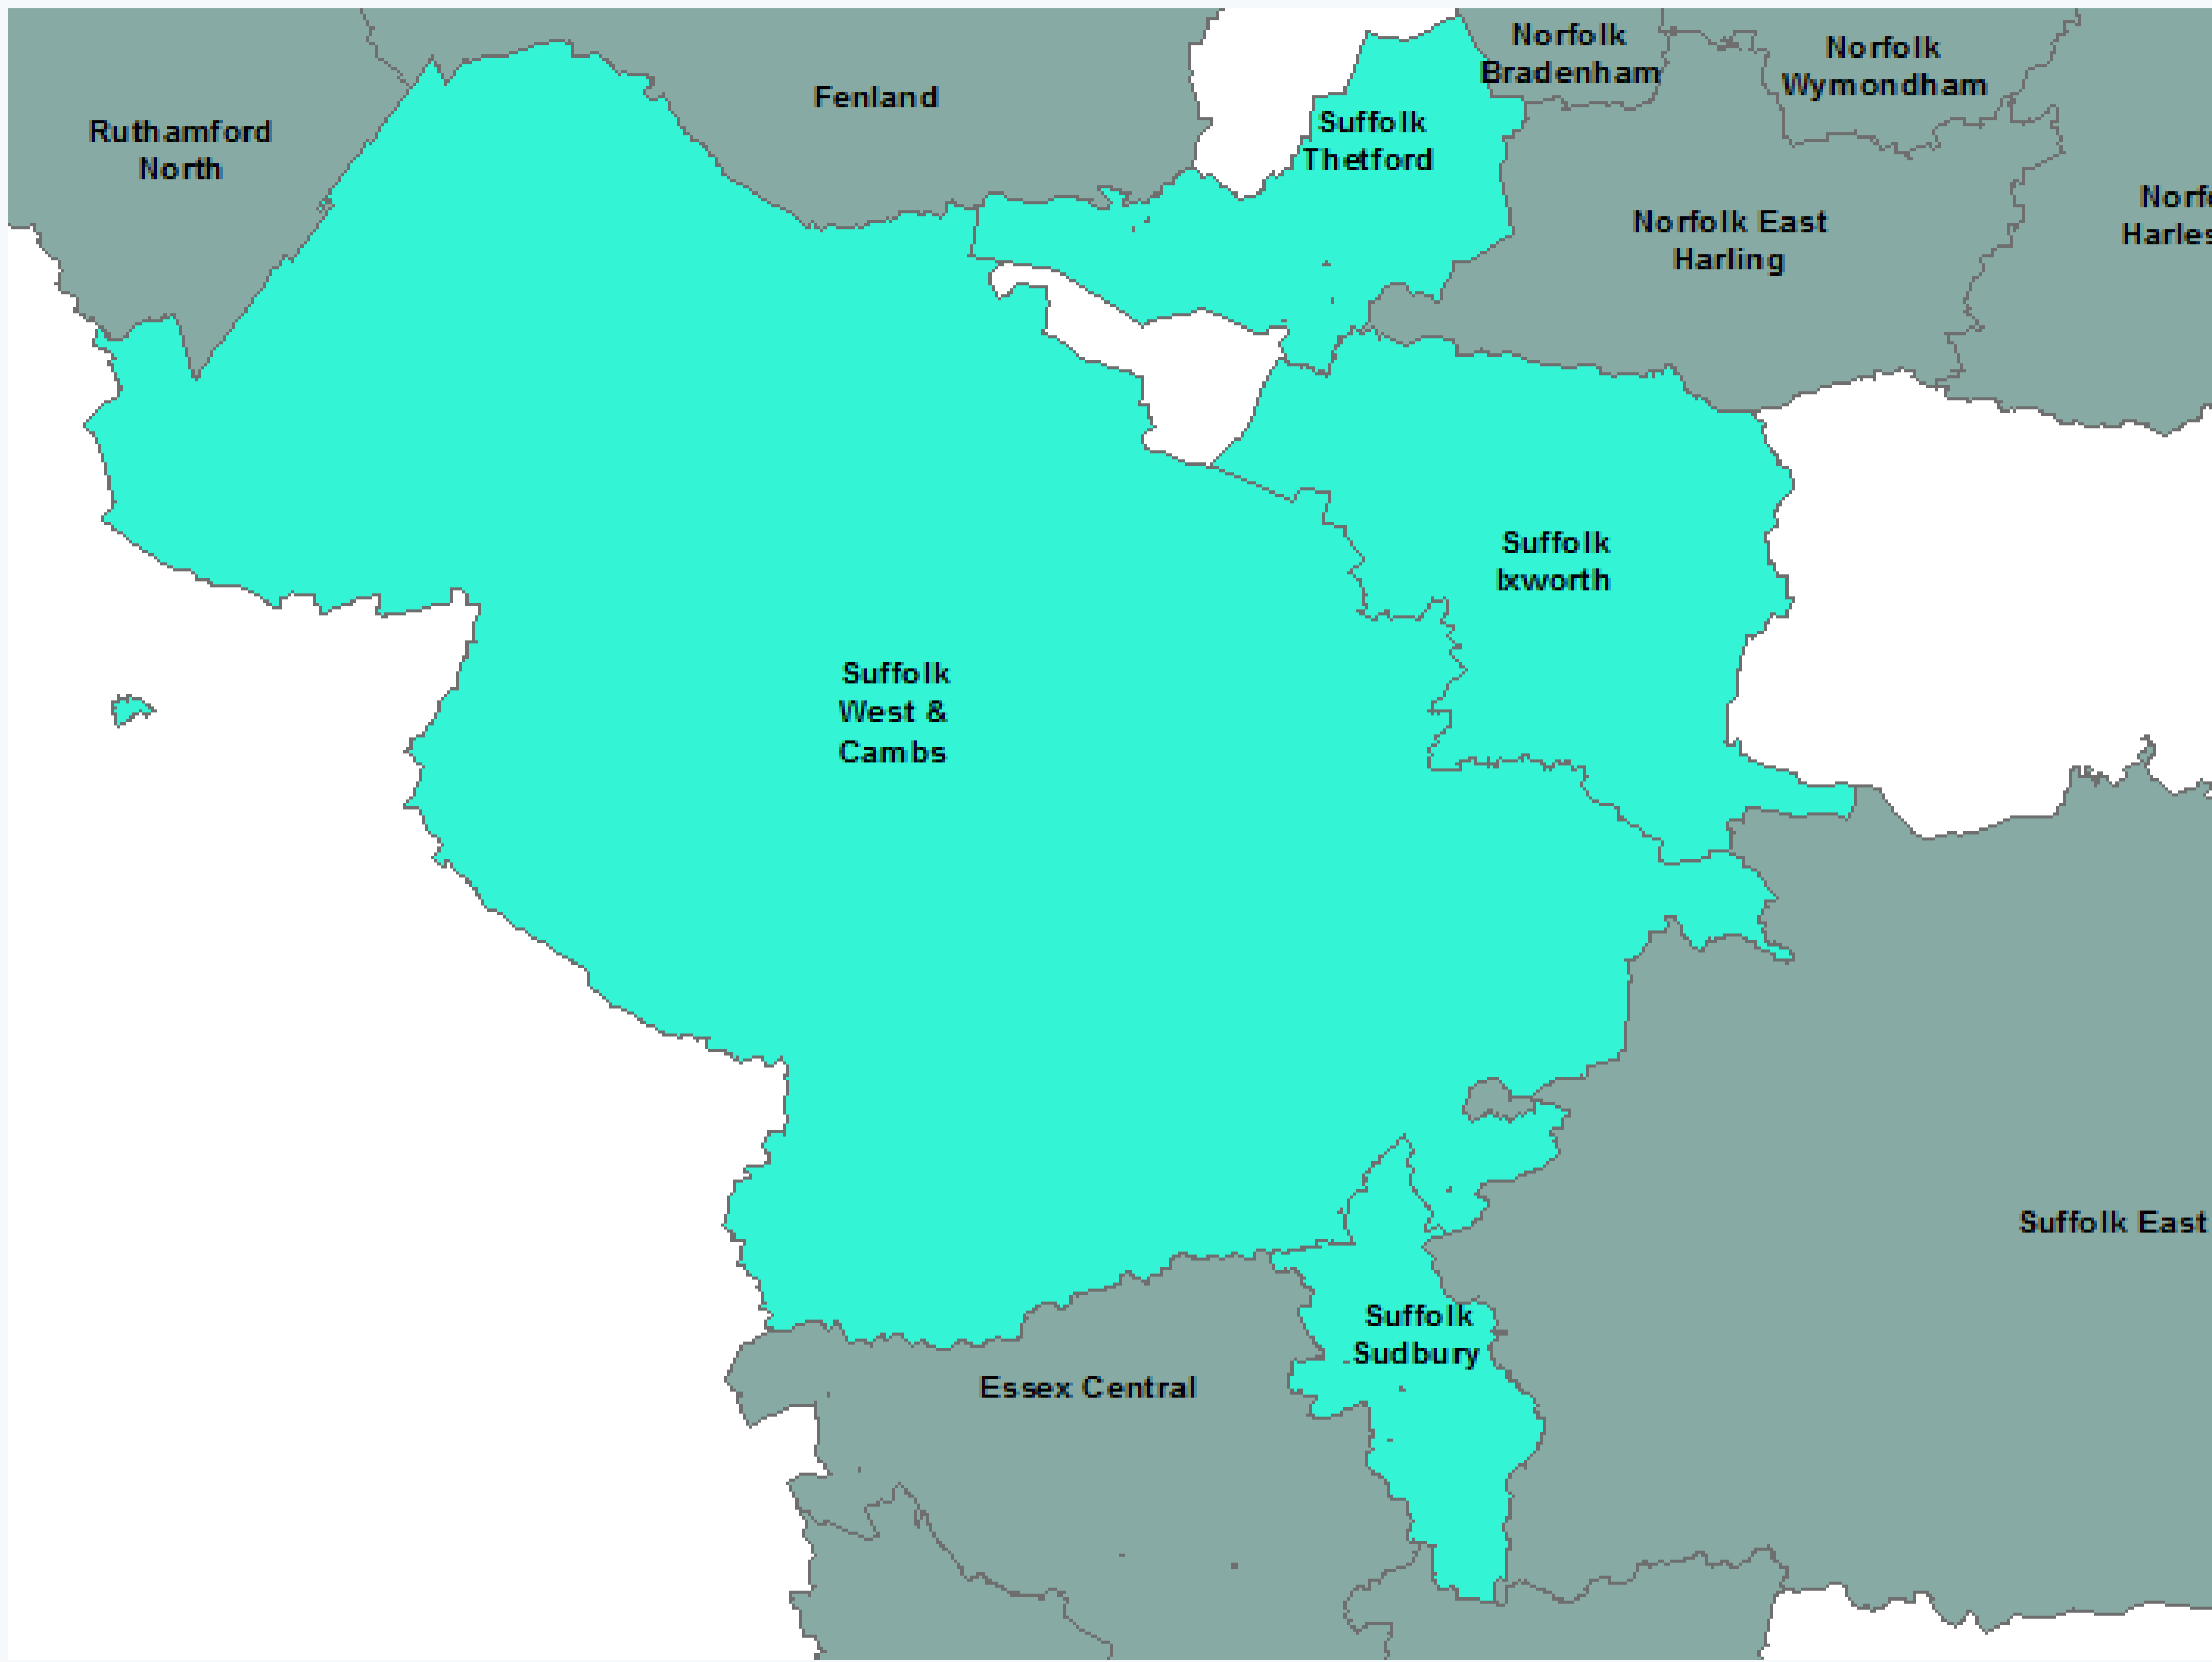 Norfolk
Bradenham
Norfolk
Wymondham
Fenland
Ruthamford
North
Suffolk
Thetford
Norfolk East
Harling
Suffolk
Ixworth
Suffolk
West &
Cambs
Suffolk East
Suffolk
Sudbury
Essex Central